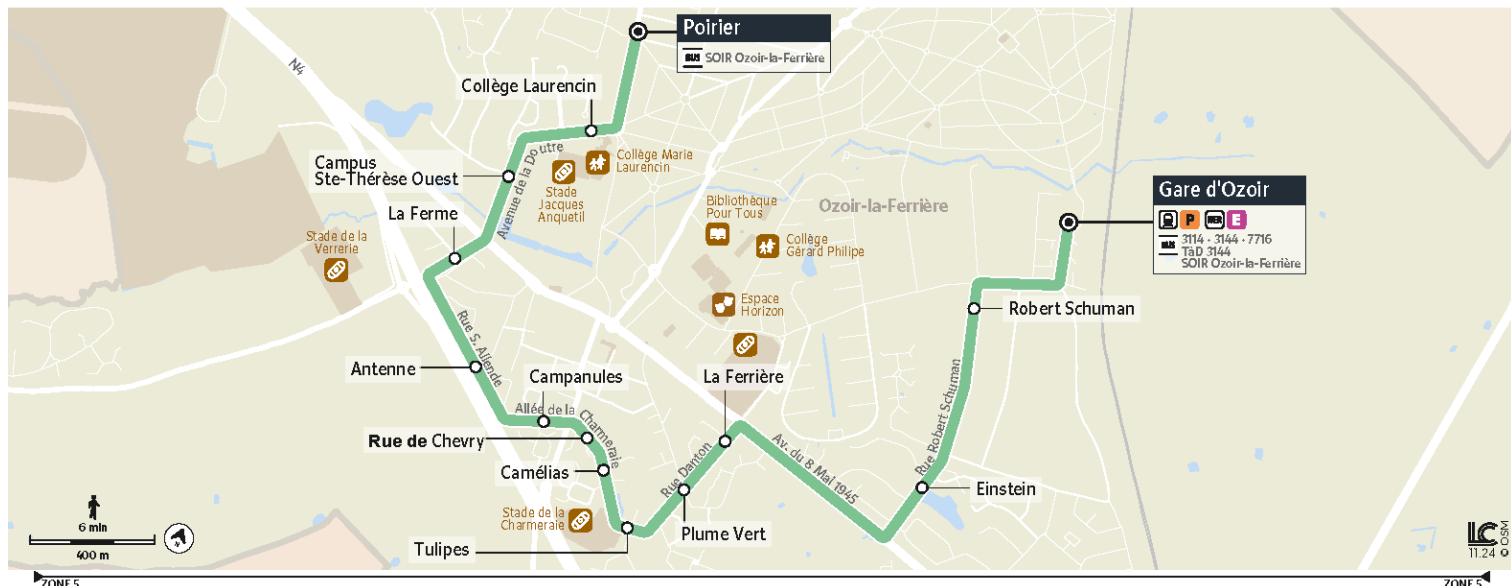 Poirier
BUS SOIR Ozoir-la-Ferrière
N4
Collège Laurencin
Collège Marie
Laurencin
Campus
Ste-Thérèse Ouest
Avenue de la Doutre
Stade
Jacques
Anquetil
La Ferme
Stade de la
Verrerie
Bibliothèque
Pour Tous
Ozoir-la-Ferrière
Collège
Gérard Philipe
Gare d'Ozoir
P RER E
BUS 3114 • 3144 • 7716
TàD 3144
SOIR Ozoir-la-Ferrière
Espace
Horizon
Robert Schuman
Rue S. Allende
Antenne
Campanules
La Ferrière
Allée de la Charmeraie
Rue de Chevry
Camélias
Rue Danton
Av. du 8 Mai 1945
Rue Robert Schuman
Einstein
Stade de la
Charmeraie
Plume Vert
Tulipes
6 min
400 m
LC
11.24 © OSM
ZONE 5
ZONE 5